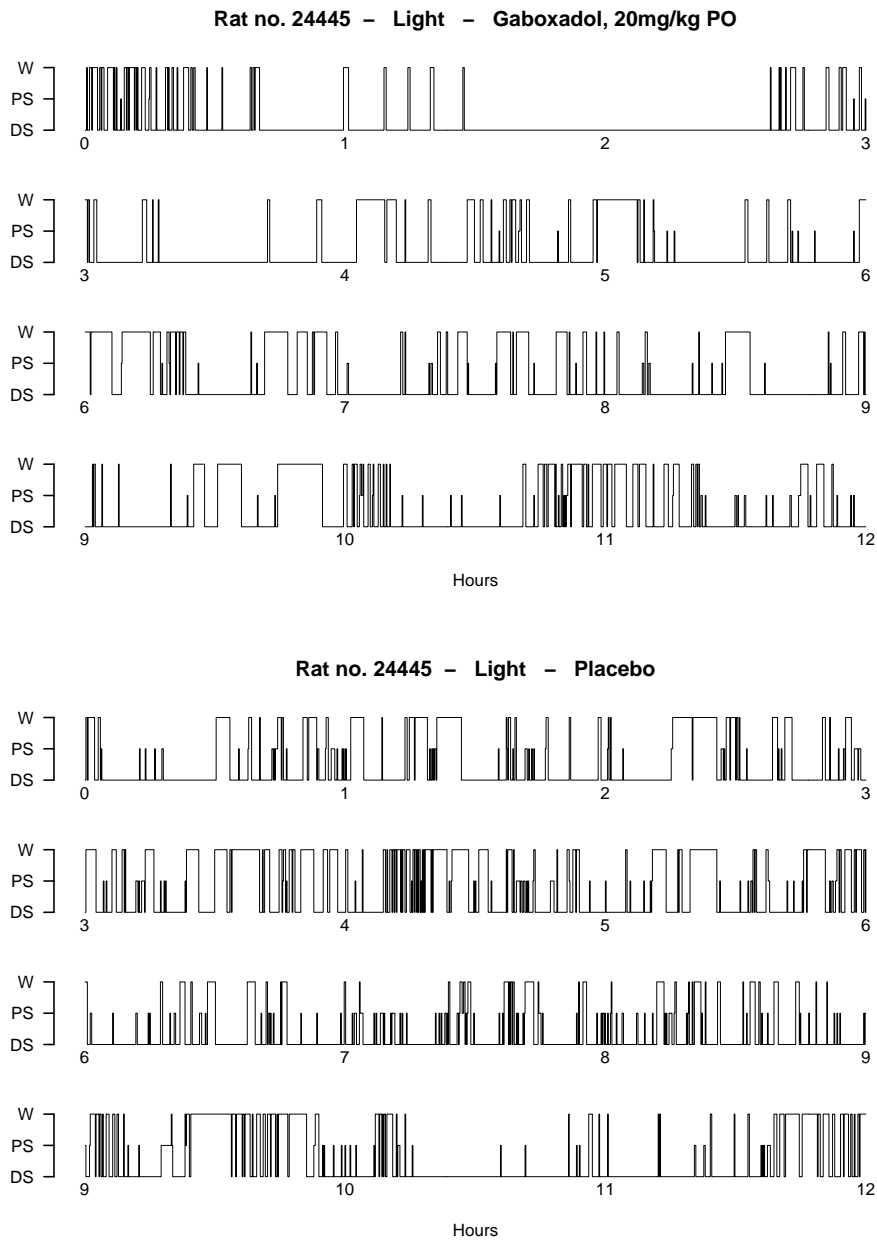 Rat no. 24445 – Light – Gaboxadol, 20mg/kg PO
W
PS
DS
0 1 2 3
W
PS
DS
3 4 5 6
W
PS
DS
6 7 8 9
W
PS
DS
9 10 11 12
Hours
Rat no. 24445 – Light – Placebo
W
PS
DS
0 1 2 3
W
PS
DS
3 4 5 6
W
PS
DS
6 7 8 9
W
PS
DS
9 10 11 12
Hours